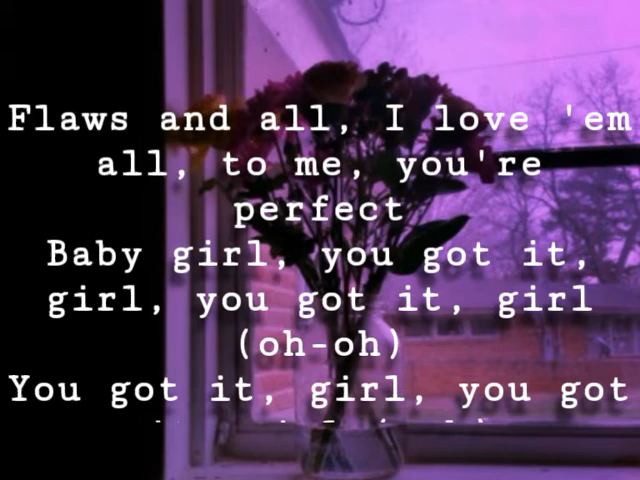 Flaws and all, I love 'em
all, to me, you're
perfect
Baby girl, you got it,
girl, you got it, girl
(oh-oh)
You got it, girl, you got